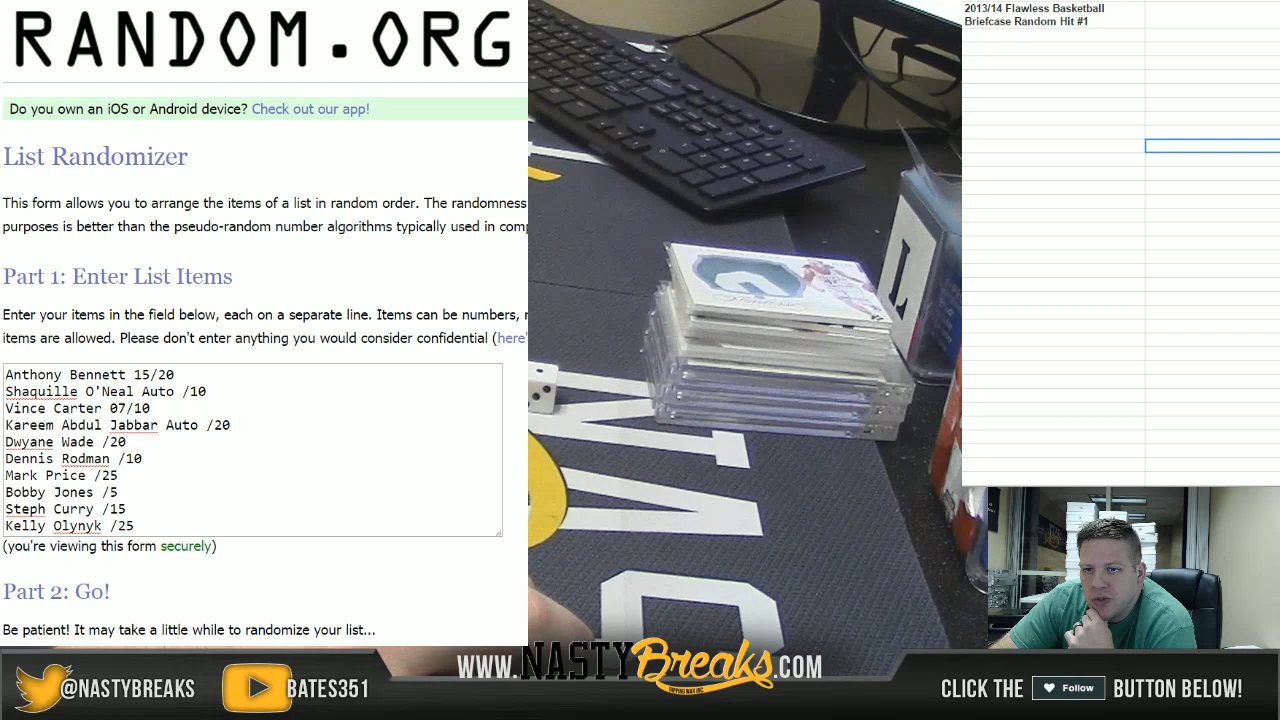 RANDOM.ORG
Do you own an iOS or Android device? Check out our app!
List Randomizer
This form allows you to arrange the items of a list in random order. The randomness
purposes is better than the pseudo-random number algorithms typically used in
Part 1: Enter List Items
Enter your items in the field below, each on a separate line. Items can be numbers,
items are allowed. Please don't enter anything you would consider confidential (here'
Anthony Bennett 15/20
Shaquille O'Neal Auto /10
Vince Carter 07/10
Kareem Abdul Jabbar Auto /20
Dwyane Wade /20
Dennis Rodman /10
Mark Price /25
Bobby Jones /5
Steph Curry /15
Kelly Olynyk /25
(you're viewing this form securely)
Part 2: Go!
Be patient! It may take a little while to randomize your list...
2013/14 Flawless Basketball
Briefcase Random Hit #1
L
@NASTYBREAKS
BATES351
WWW.NASTYBreaks.COM
RIPPING WAX INC.
CLICK THE Follow BUTTON BELOW!